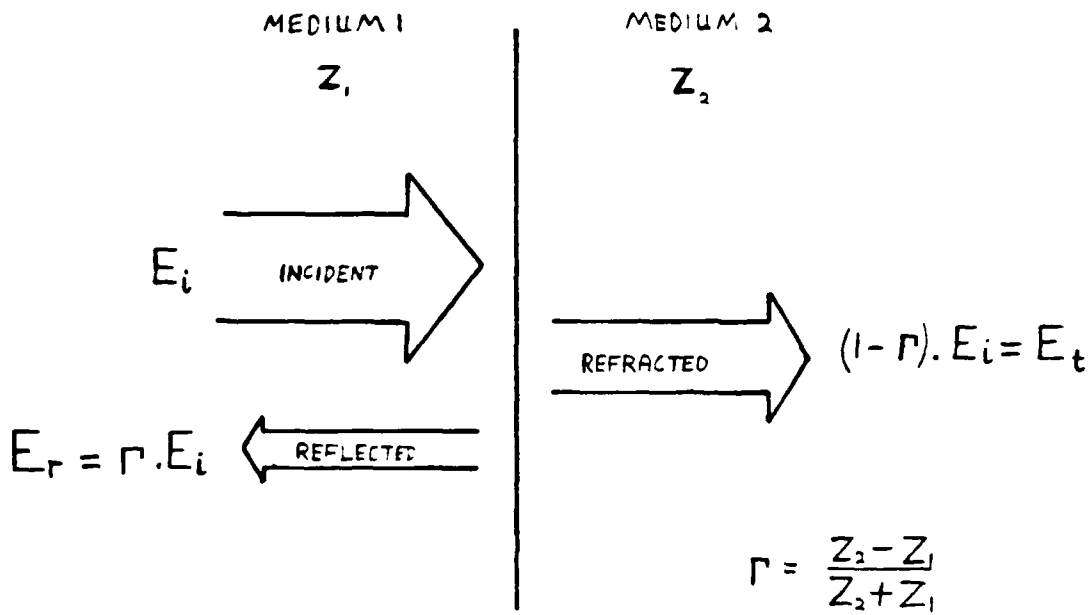 MEDIUM 1
Z₁
MEDIUM 2
Z₂
Eᵢ
INCIDENT
REFRACTED
(1 - Γ). Eᵢ = Eₜ
Eᵣ = Γ . Eᵢ
REFLECTED
Γ = (Z₂ - Z₁)/(Z₂ + Z₁)